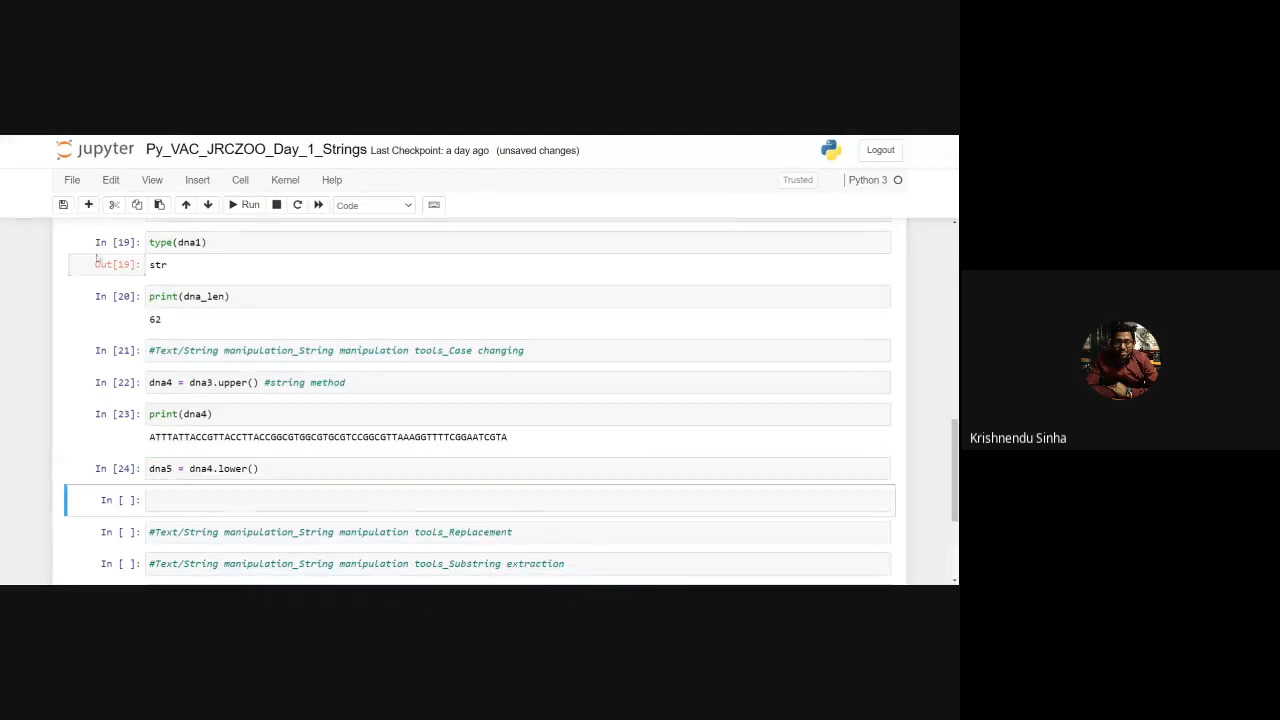 jupyter Py_VAC_JRCZOO_Day_1_Strings Last Checkpoint: a day ago (unsaved changes) Logout
File Edit View Insert Cell Kernel Help Trusted Python 3
Run Code
In [19]: type(dna1)
Out[19]: str
In [20]: print(dna_len)
62
In [21]: #Text/String manipulation_String manipulation tools_Case changing
In [22]: dna4 = dna3.upper() #string method
In [23]: print(dna4)
ATTTATTACCGTTACCTTACCGGCGTGGCGTGCGTCCGGCGTTAAAGGTTTTCGGAATCGTA
In [24]: dna5 = dna4.lower()
In [ ]:
In [ ]: #Text/String manipulation_String manipulation tools_Replacement
In [ ]: #Text/String manipulation_String manipulation tools_Substring extraction
Krishnendu Sinha